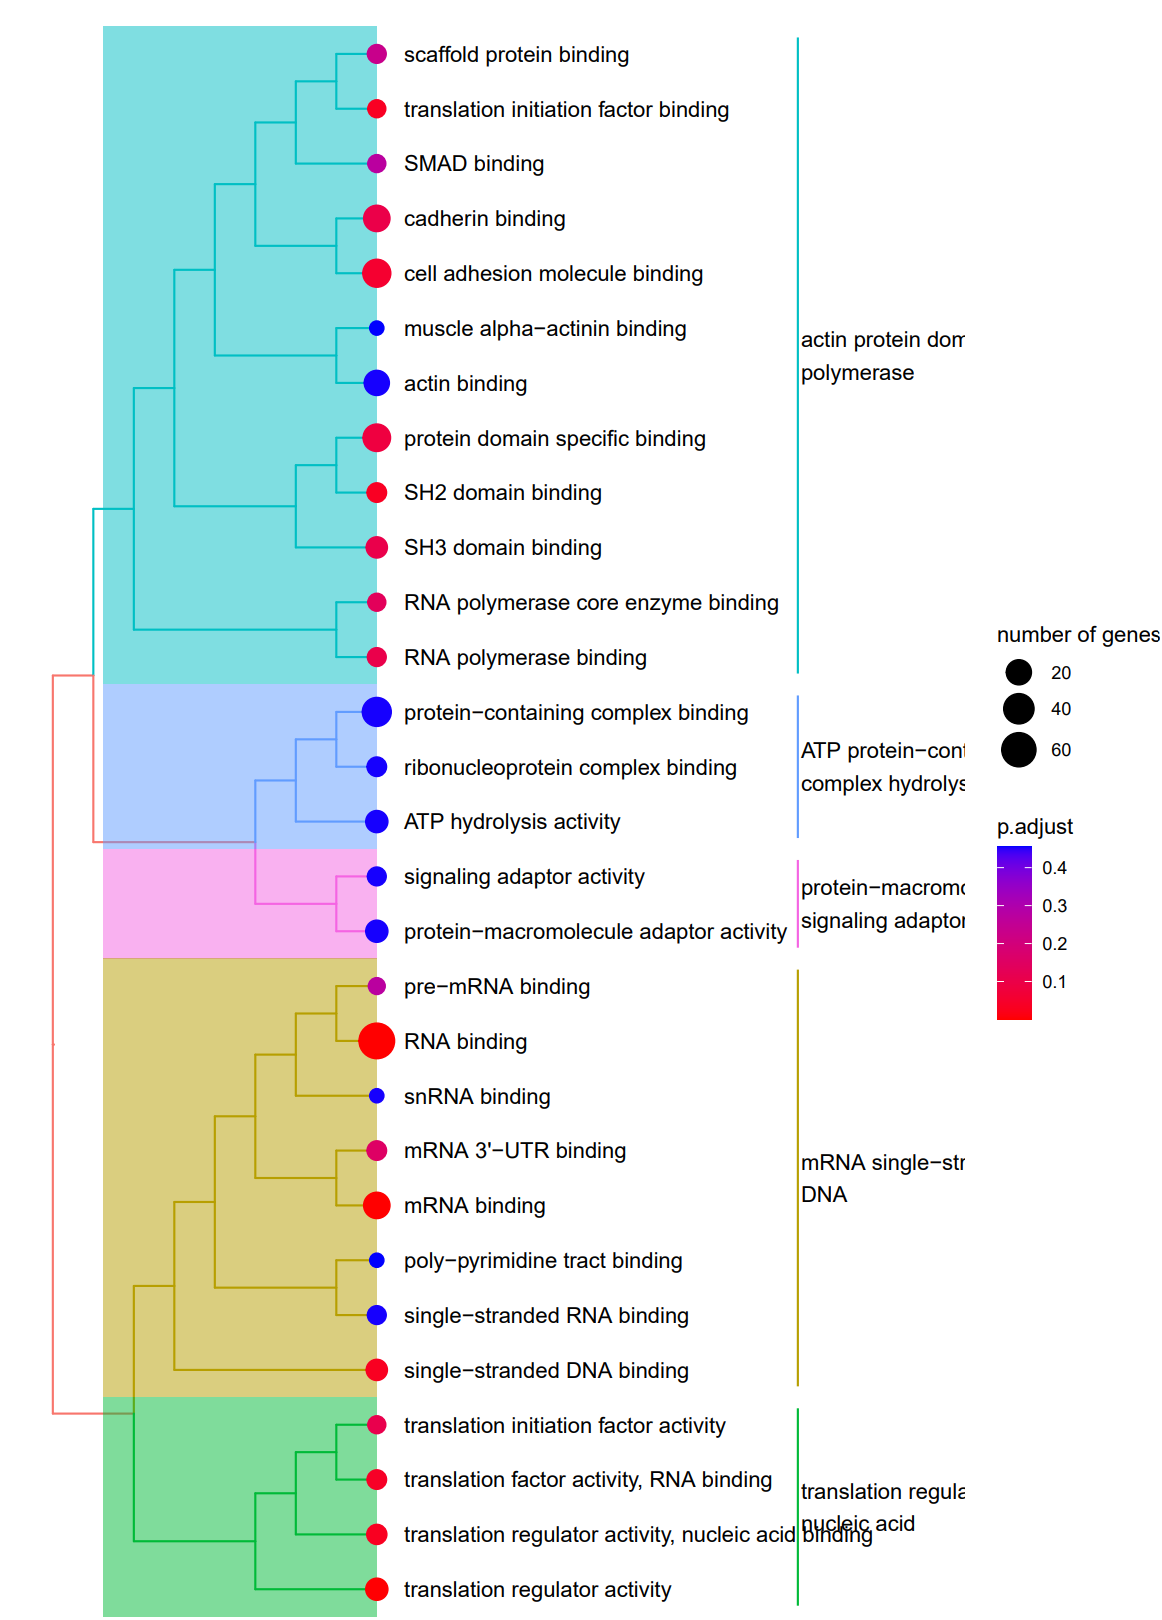 scaffold protein binding
translation initiation factor binding
SMAD binding
cadherin binding
cell adhesion molecule binding
muscle alpha−actinin binding
actin binding
protein domain specific binding
SH2 domain binding
SH3 domain binding
RNA polymerase core enzyme binding
RNA polymerase binding
protein−containing complex binding
ribonucleoprotein complex binding
ATP hydrolysis activity
signaling adaptor activity
protein−macromolecule adaptor activity
pre−mRNA binding
RNA binding
snRNA binding
mRNA 3'−UTR binding
mRNA binding
poly−pyrimidine tract binding
single−stranded RNA binding
single−stranded DNA binding
translation initiation factor activity
translation factor activity, RNA binding
translation regulator activity, nucleic acid binding
translation regulator activity
actin protein dom
polymerase
ATP protein−cont
complex hydrolys
protein−macromo
signaling adaptor
mRNA single−str
DNA
translation regula
nucleic acid
number of genes
20
40
60
p.adjust
0.4
0.3
0.2
0.1